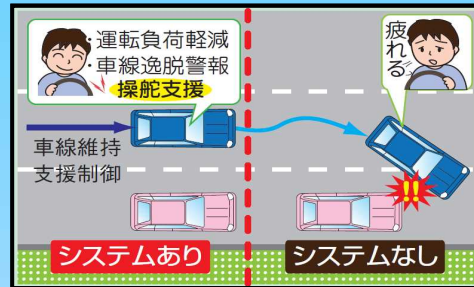 ・運転負荷軽減
・車線逸脱警報
操舵支援
疲れる
車線維持
支援制御
!!
システムあり
システムなし